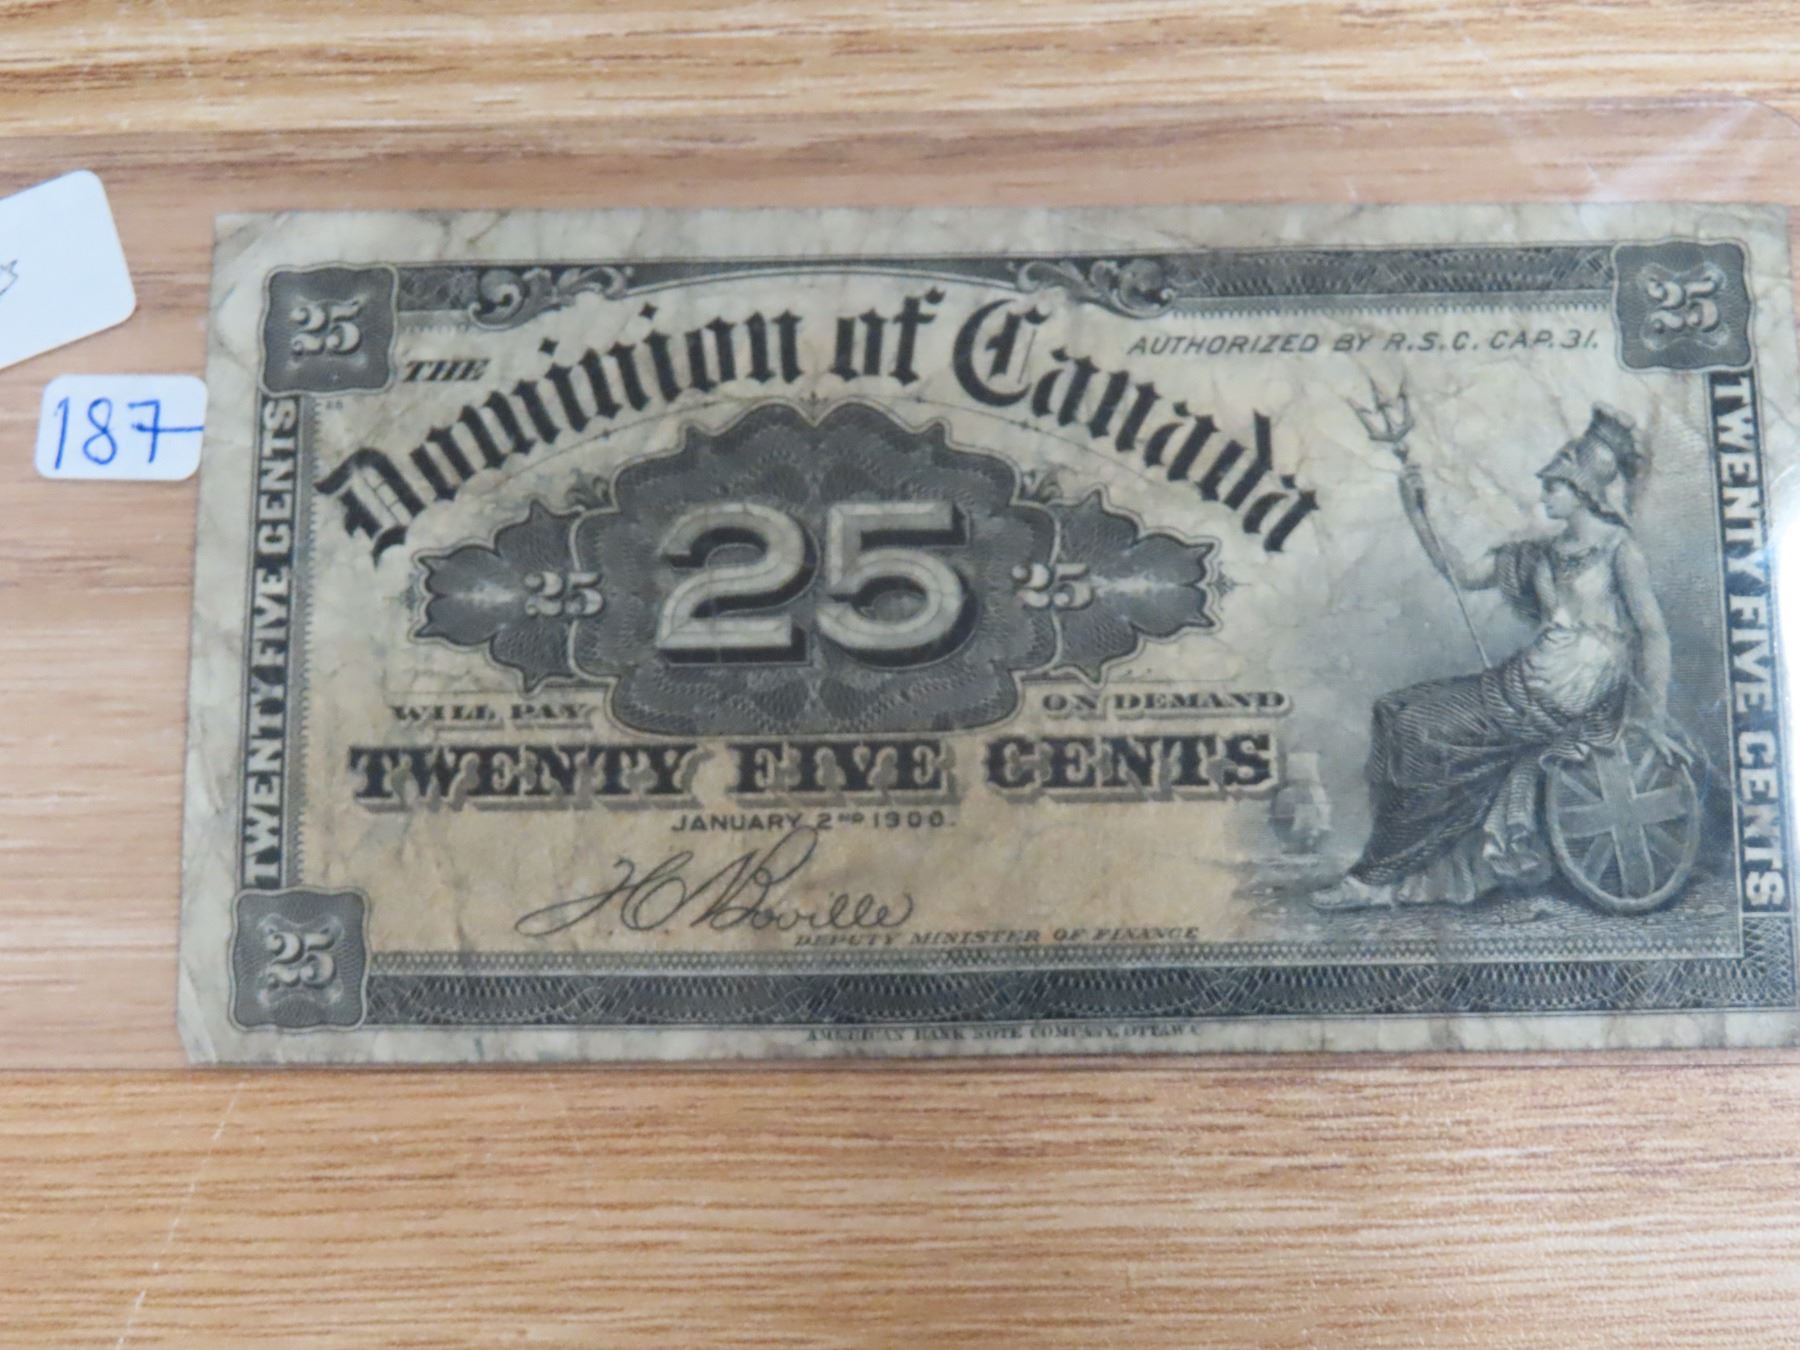 25
25
THE Dominion of Canada
AUTHORIZED BY R.S.C. CAP. 31.
187
TWENTY FIVE CENTS
25 25 25
TWENTY FIVE CENTS
WILL PAY
ON DEMAND
TWENTY FIVE CENTS
JANUARY 2ND 1900.
J.C. Boville
DEPUTY MINISTER OF FINANCE
25
AMERICAN BANK NOTE COMPANY, OTTAWA